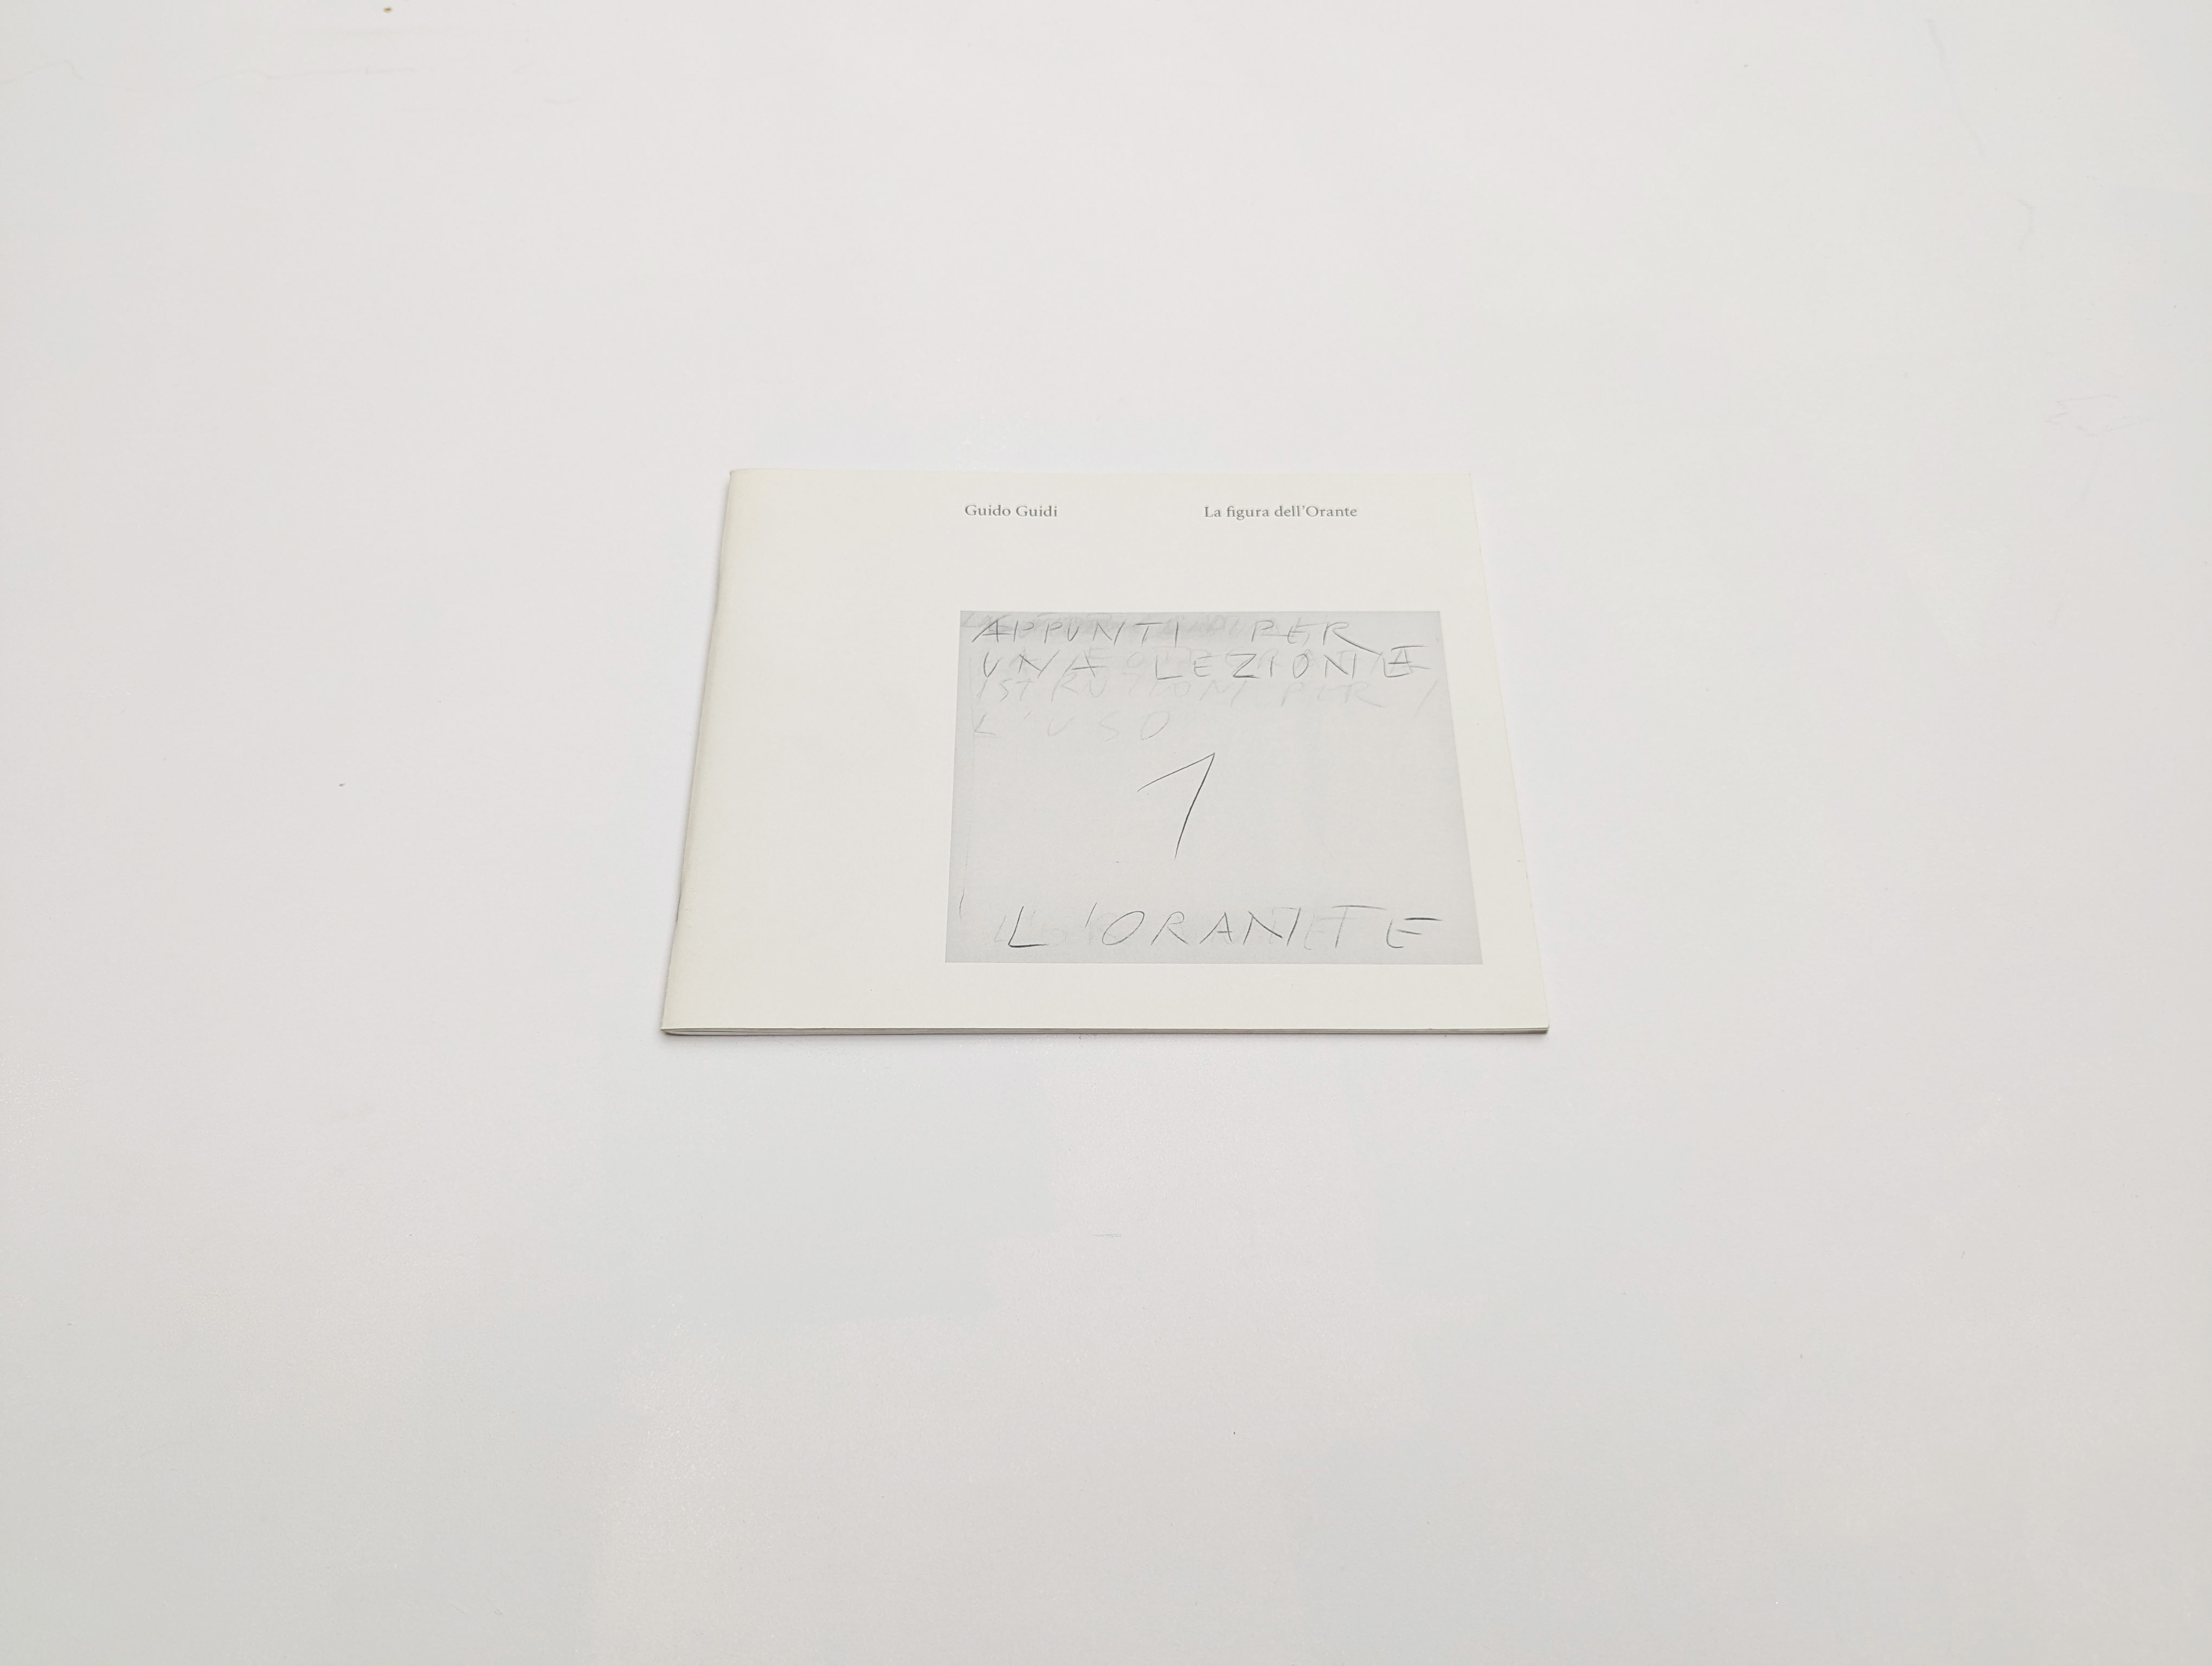 Guido Guidi
La figura dell'Orante
APPUNTI PER
UNA LEZIONE
ISTRUZIONI PER
L'USO
1
L'ORANTE